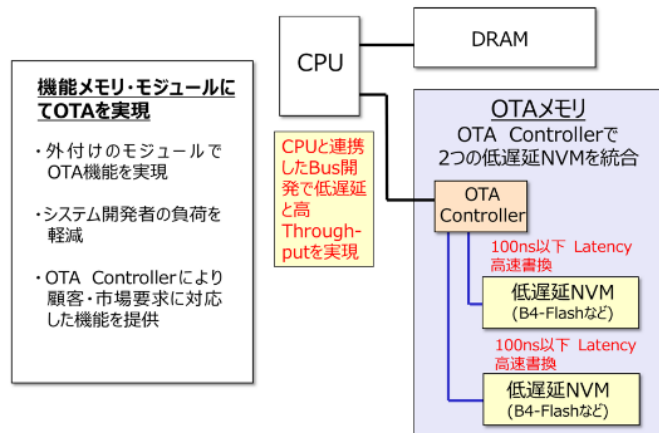 機能メモリ・モジュールに
てOTAを実現
・外付けのモジュールで
OTA機能を実現
・システム開発者の負荷を
軽減
・OTA Controllerにより
顧客・市場要求に対応
した機能を提供
CPU
DRAM
CPUと連携
したBus開
発で低遅延
と高
Through-
putを実現
OTAメモリ
OTA Controllerで
2つの低遅延NVMを統合
OTA
Controller
100ns以下 Latency
高速書換
低遅延NVM
(B4-Flashなど)
100ns以下 Latency
高速書換
低遅延NVM
(B4-Flashなど)